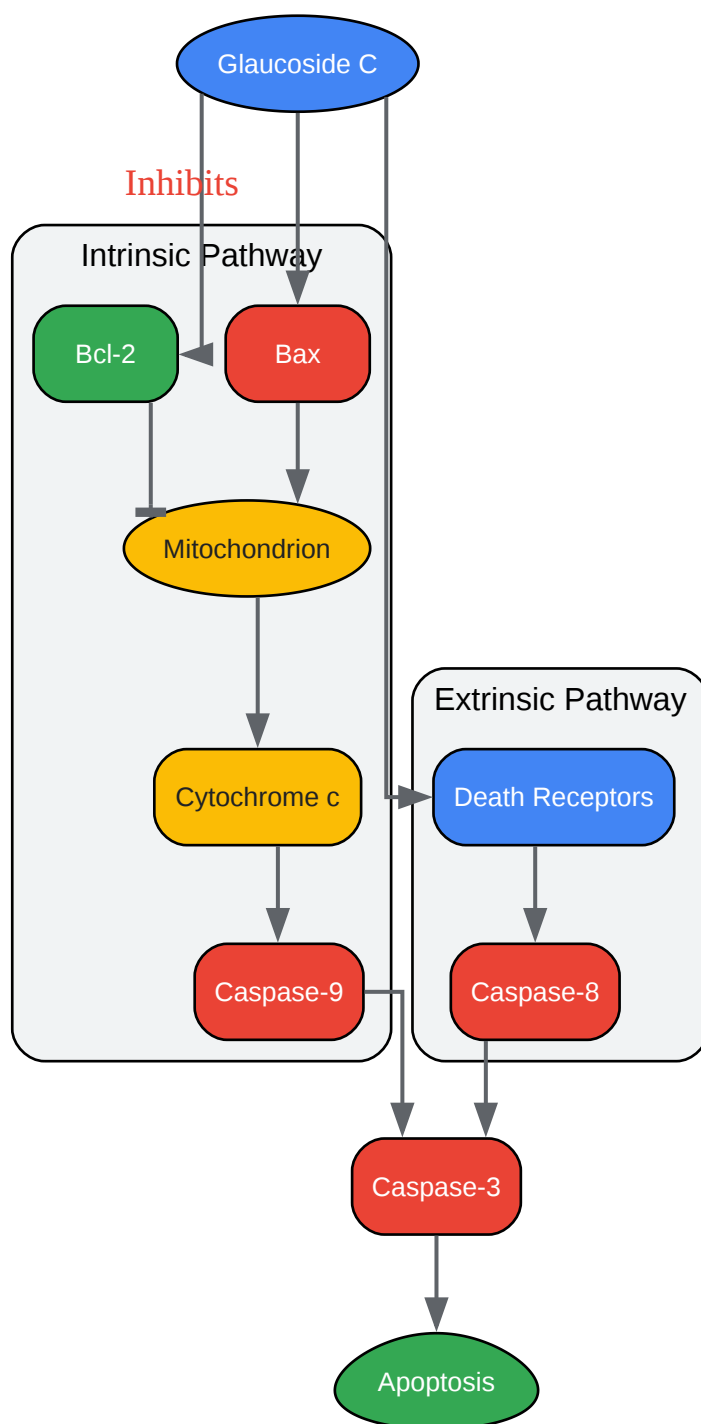 Glaucoside C
Inhibits
Intrinsic Pathway
Bcl-2
Bax
Mitochondrion
Extrinsic Pathway
Cytochrome c
Death Receptors
Caspase-9
Caspase-8
Caspase-3
Apoptosis